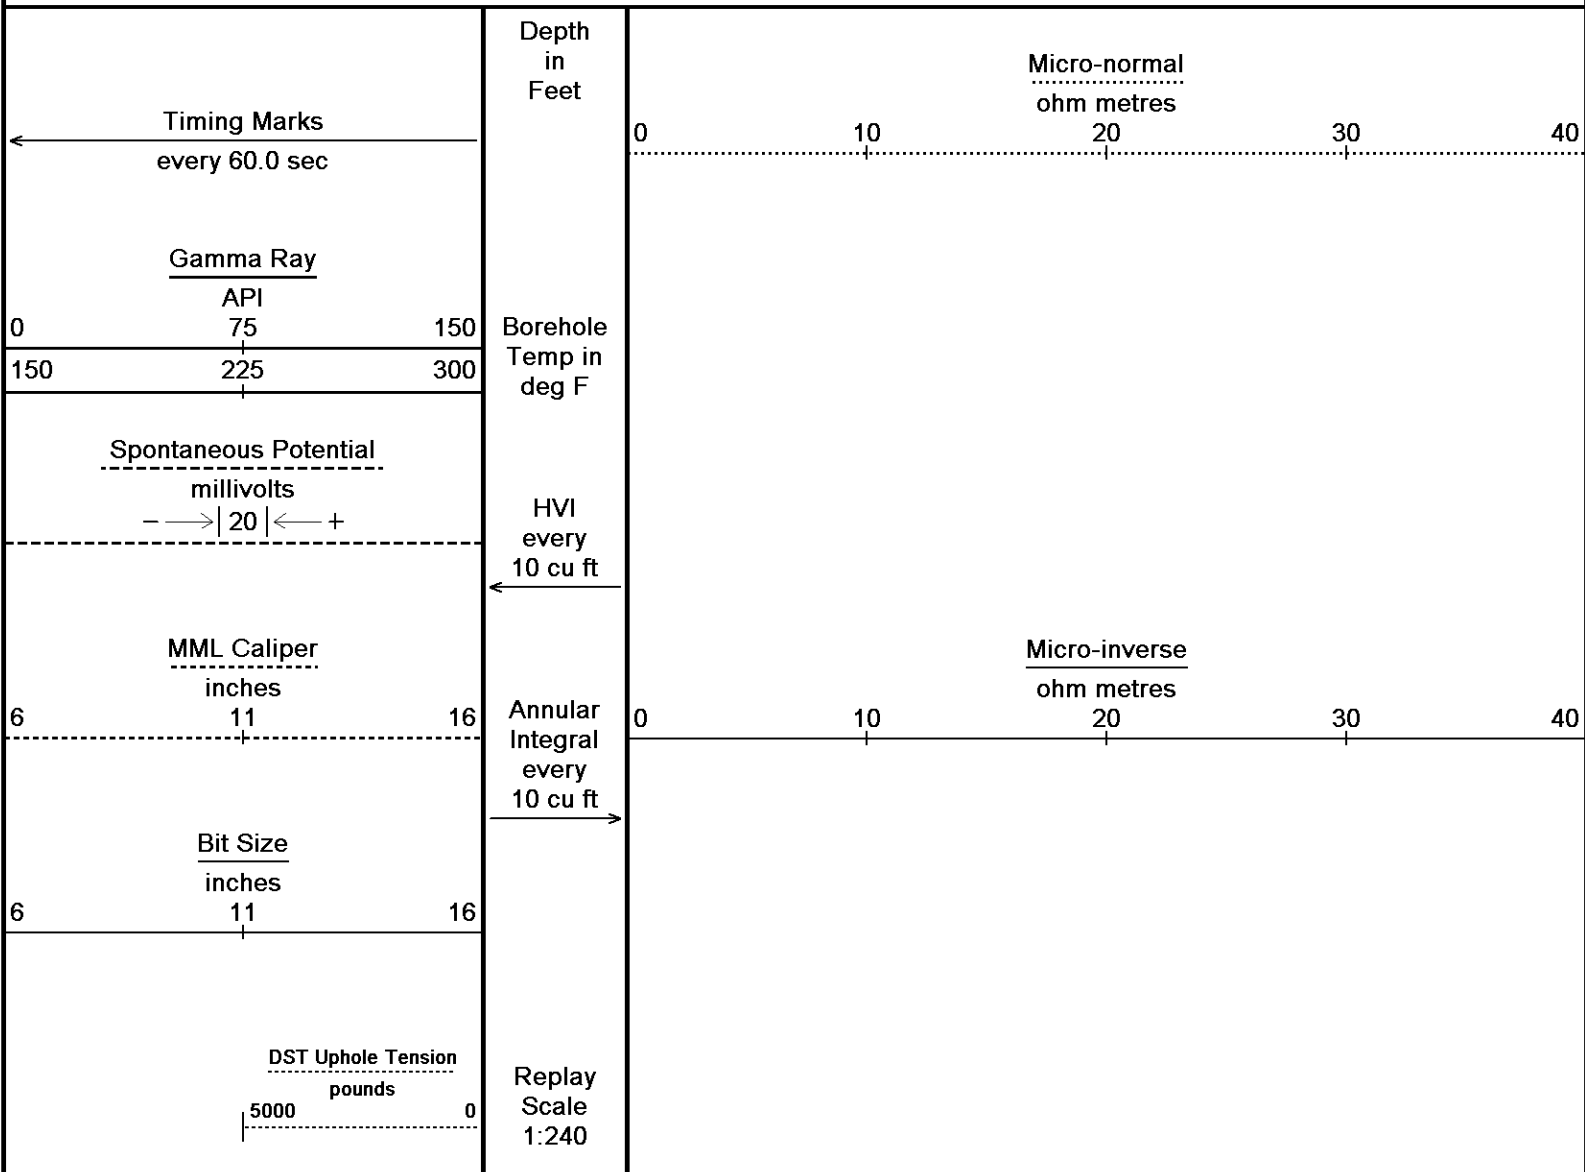 Timing Marks
every 60.0 sec
Gamma Ray
API
0 75 150
150 225 300
Spontaneous Potential
millivolts
− 20 +
MML Caliper
inches
6 11 16
Bit Size
inches
6 11 16
DST Uphole Tension
pounds
5000 0
Depth
in
Feet
Borehole
Temp in
deg F
HVI
every
10 cu ft
Annular
Integral
every
10 cu ft
Replay
Scale
1:240
Micro-normal
ohm metres
0 10 20 30 40
Micro-inverse
ohm metres
0 10 20 30 40